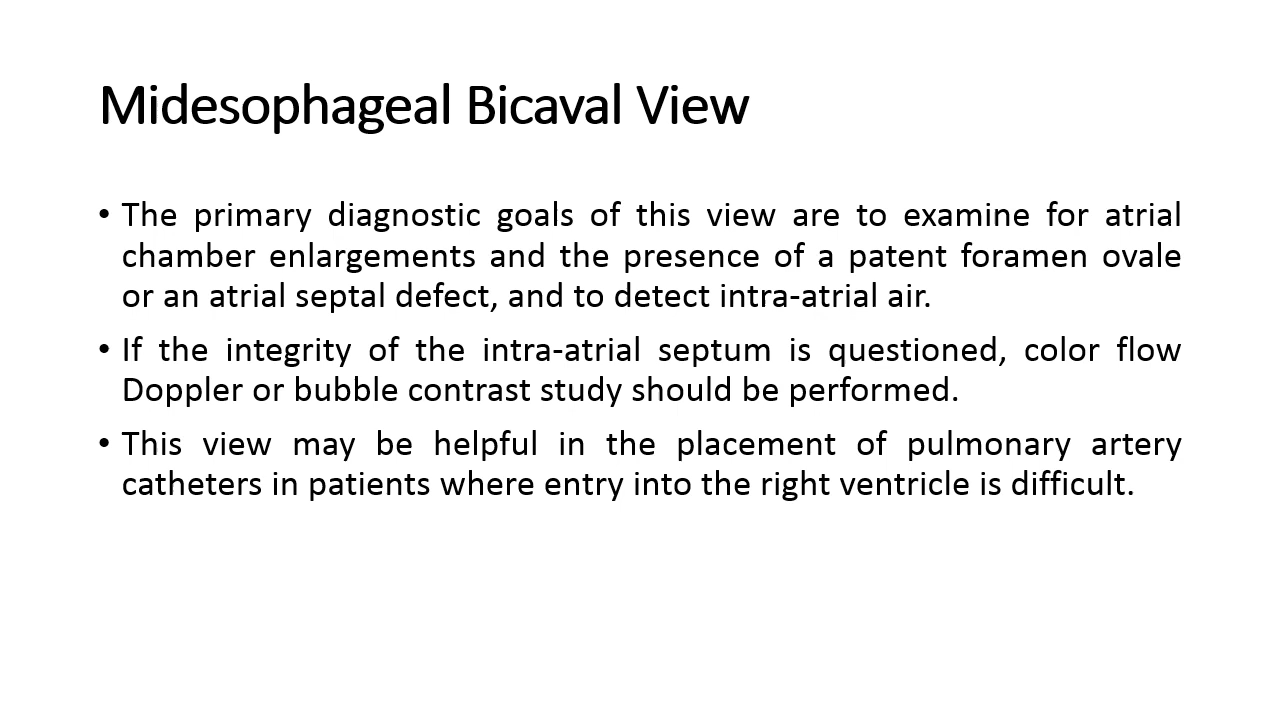 Midesophageal Bicaval View
• The primary diagnostic goals of this view are to examine for atrial
chamber enlargements and the presence of a patent foramen ovale
or an atrial septal defect, and to detect intra-atrial air.
• If the integrity of the intra-atrial septum is questioned, color flow
Doppler or bubble contrast study should be performed.
• This view may be helpful in the placement of pulmonary artery
catheters in patients where entry into the right ventricle is difficult.